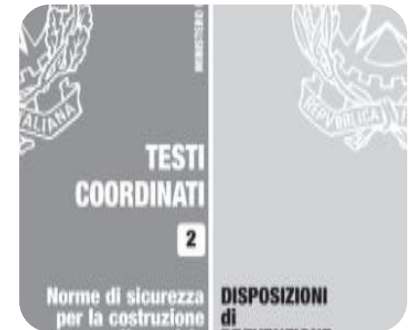 TESTI
COORDINATI
2
Norme di sicurezza
per la costruzione
DISPOSIZIONI
di